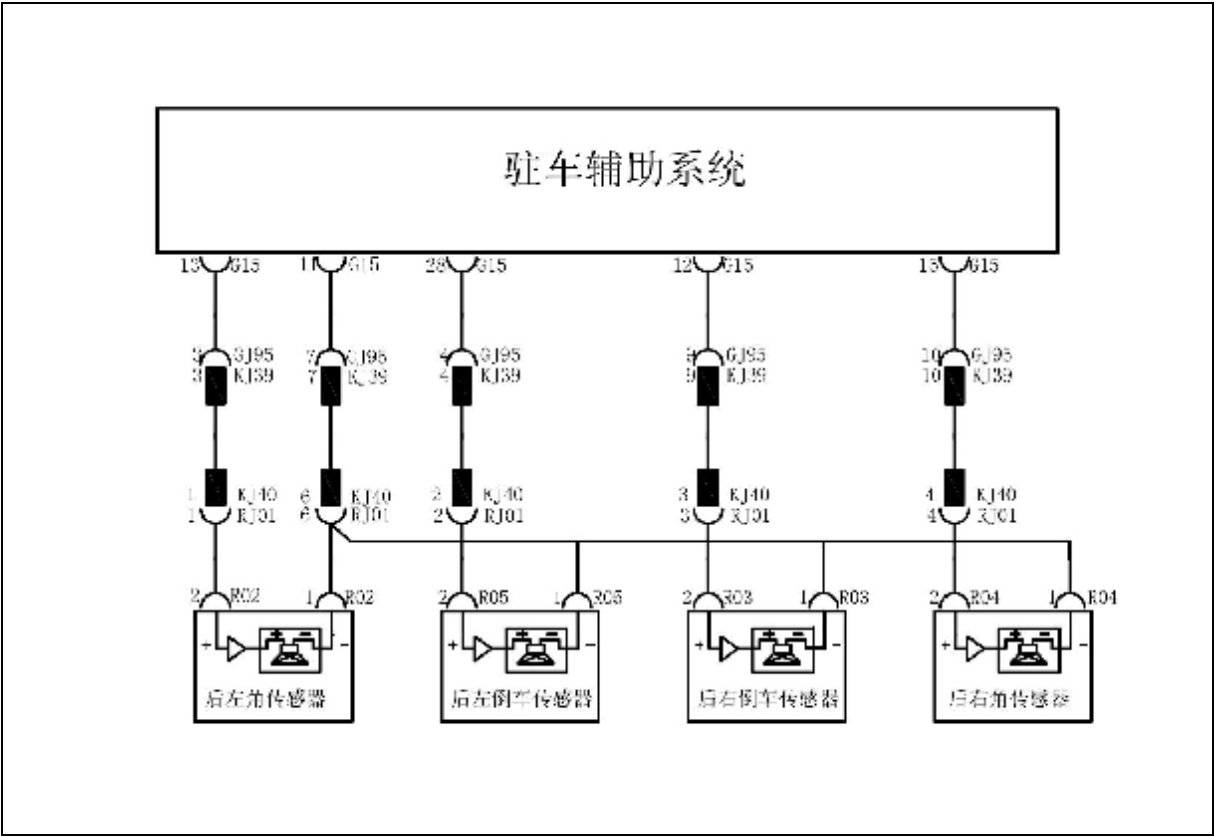 驻车辅助系统
13 G15 11 G15 28 G15 12 G15 15 G15
3 GJ95 7 GJ95 4 GJ95 9 GJ95 10 GJ95
3 KJ39 7 KJ39 4 KJ39 9 KJ39 10 KJ39
1 KJ40 6 KJ40 2 KJ40 3 KJ40 4 KJ40
1 RJ01 6 RJ01 2 RJ01 3 RJ01 4 RJ01
2 R02 1 R02 2 R05 1 R05 2 R03 1 R03 2 R04 1 R04
+ - + - + - + -
+ - + - + - + -
后左角传感器 后左倒车传感器 后右倒车传感器 后右角传感器